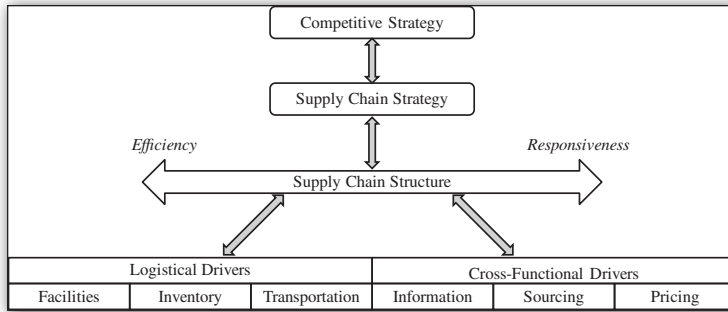 Competitive Strategy
Supply Chain Strategy
Efficiency
Responsiveness
Supply Chain Structure
Logistical Drivers
Cross-Functional Drivers
Facilities
Inventory
Transportation
Information
Sourcing
Pricing